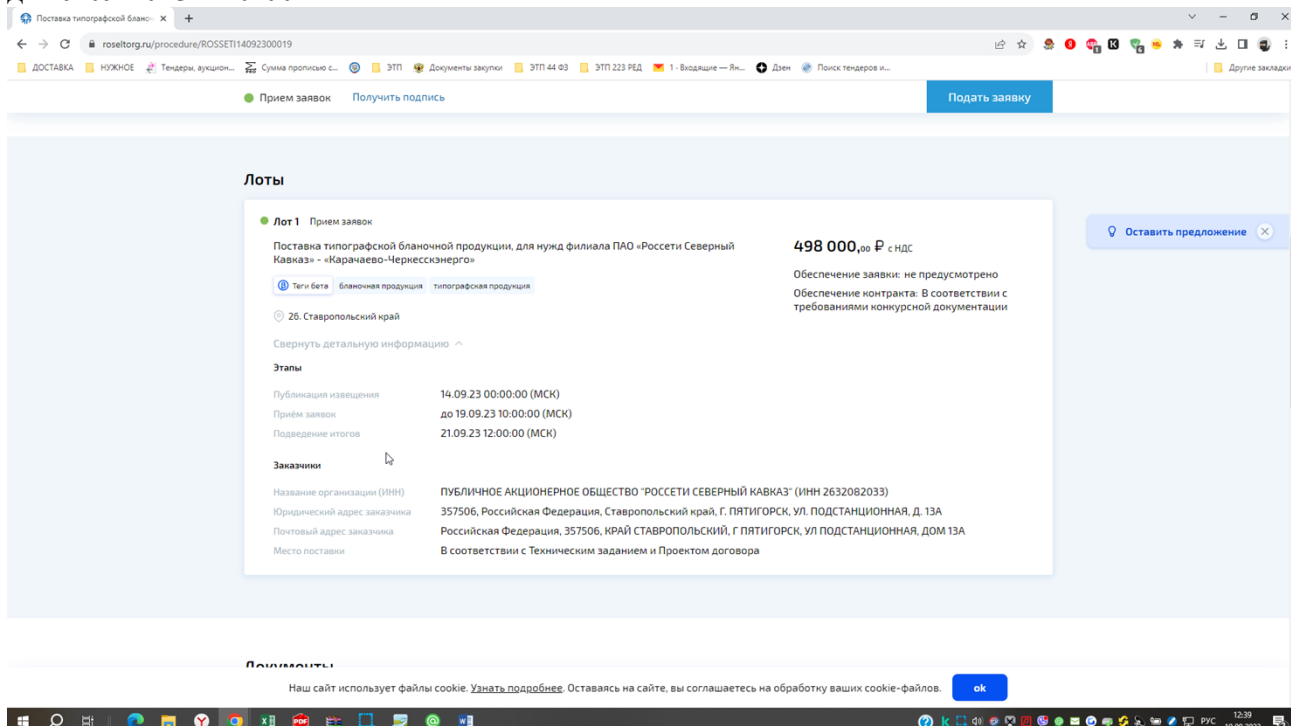 Поставка типографской бланоч
roseltorg.ru/procedure/ROSSETI14092300019
ДОСТАВКА НУЖНОЕ Тендеры, аукцион... Сумма прописью с... ЭТП Документы закупки ЭТП 44 ФЗ ЭТП 223 РЕД 1 · Входящие — Ян... Дзен Поиск тендеров и... Другие закладки
Прием заявок Получить подпись Подать заявку
Лоты
Лот 1 Прием заявок
Поставка типографской бланочной продукции, для нужд филиала ПАО «Россети Северный
Кавказ» - «Карачаево-Черкесскэнерго»
498 000,00 ₽ с НДС
Обеспечение заявки: не предусмотрено
Обеспечение контракта: В соответствии с
требованиями конкурсной документации
Оставить предложение
Теги бета бланочная продукция типографская продукция
26. Ставропольский край
Свернуть детальную информацию
Этапы
Публикация извещения 14.09.23 00:00:00 (МСК)
Приём заявок до 19.09.23 10:00:00 (МСК)
Подведение итогов 21.09.23 12:00:00 (МСК)
Заказчики
Название организации (ИНН) ПУБЛИЧНОЕ АКЦИОНЕРНОЕ ОБЩЕСТВО "РОССЕТИ СЕВЕРНЫЙ КАВКАЗ" (ИНН 2632082033)
Юридический адрес заказчика 357506, Российская Федерация, Ставропольский край, Г. ПЯТИГОРСК, УЛ. ПОДСТАНЦИОННАЯ, Д. 13А
Почтовый адрес заказчика Российская Федерация, 357506, КРАЙ СТАВРОПОЛЬСКИЙ, Г ПЯТИГОРСК, УЛ ПОДСТАНЦИОННАЯ, ДОМ 13А
Место поставки В соответствии с Техническим заданием и Проектом договора
Документы
Наш сайт использует файлы cookie. Узнать подробнее. Оставаясь на сайте, вы соглашаетесь на обработку ваших cookie-файлов. ok
РУС 12:39